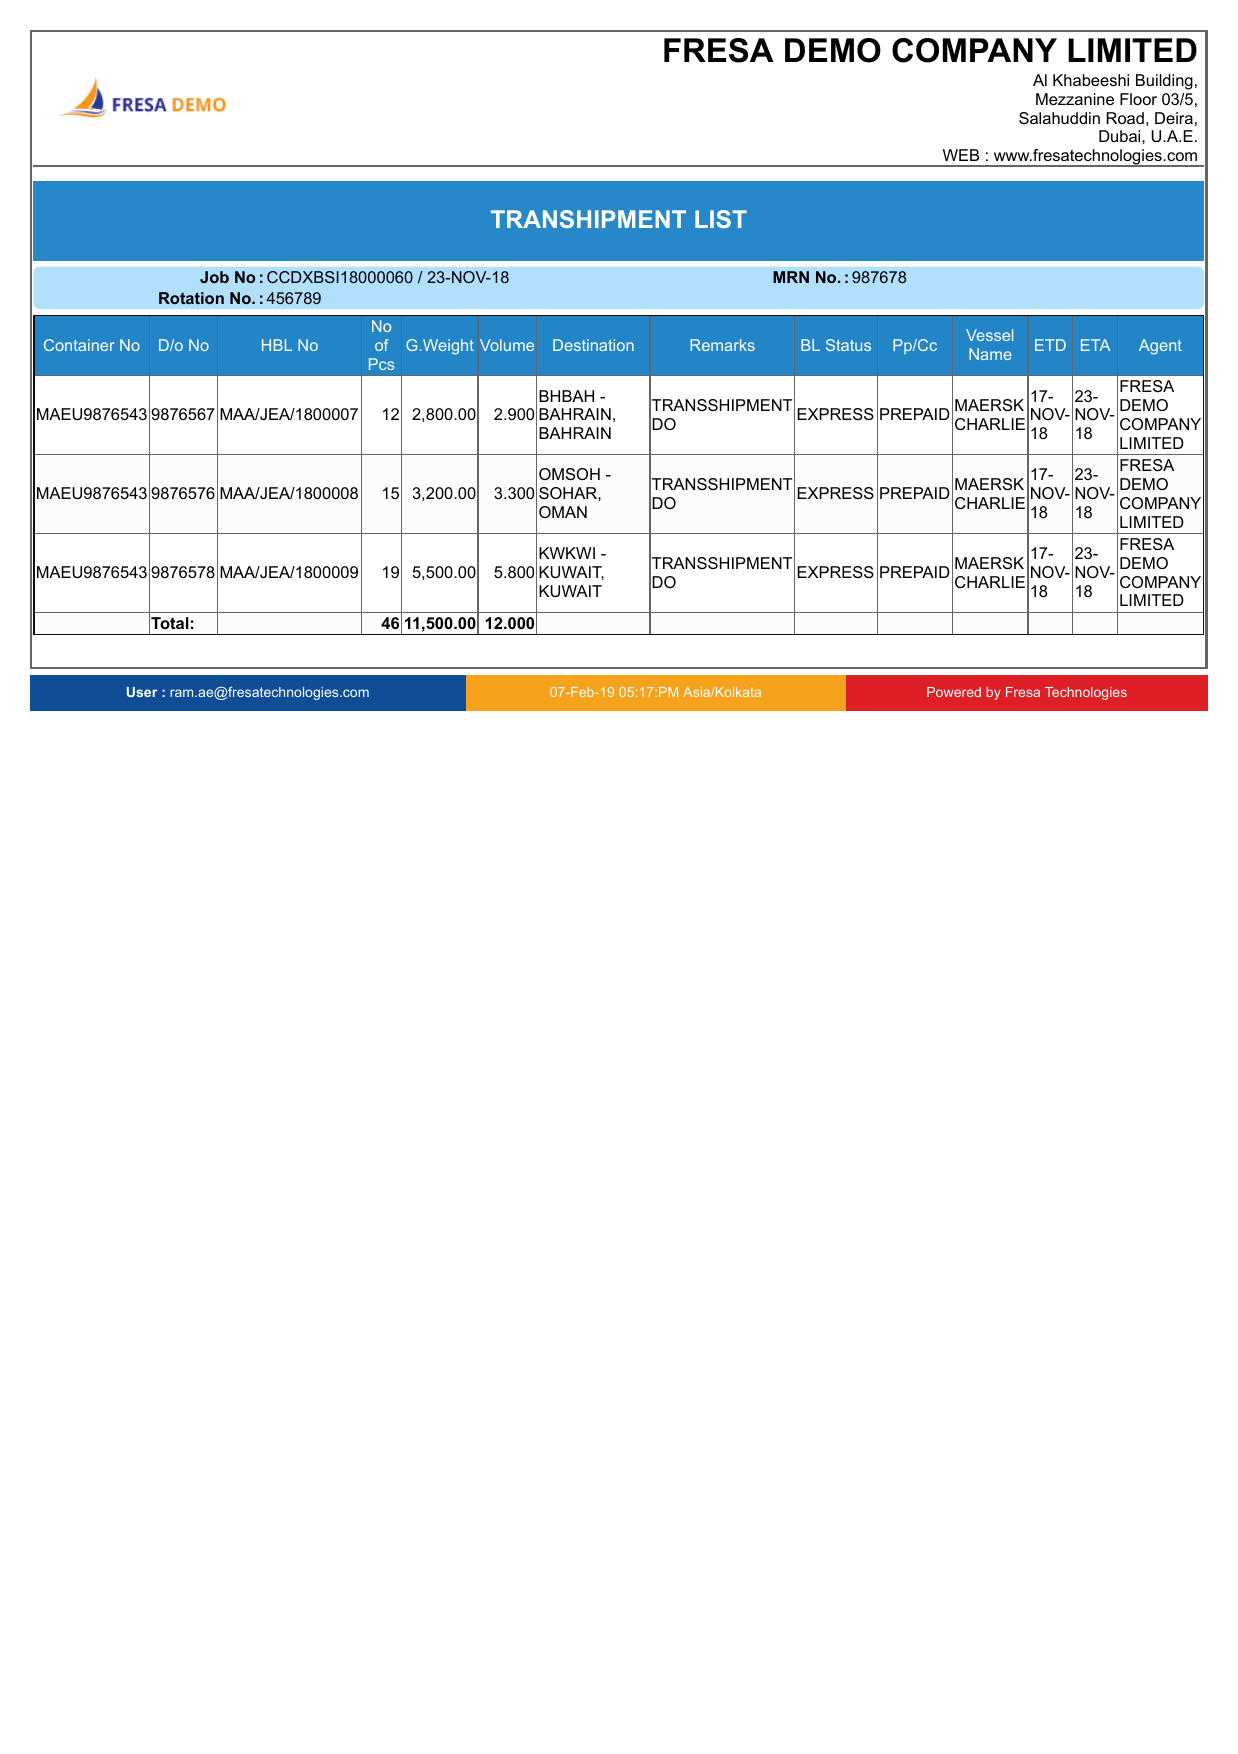 FRESA DEMO COMPANY LIMITED
Al Khabeeshi Building,
Mezzanine Floor 03/5,
Salahuddin Road, Deira,
Dubai, U.A.E.
WEB : www.fresatechnologies.com
FRESA DEMO
TRANSHIPMENT LIST
Job No : CCDXBSI18000060 / 23-NOV-18 MRN No. : 987678
Rotation No. : 456789
Container No D/o No HBL No No of Pcs G.Weight Volume Destination Remarks BL Status Pp/Cc Vessel Name ETD ETA Agent
MAEU9876543 9876567 MAA/JEA/1800007 12 2,800.00 2.900 BHBAH - BAHRAIN, BAHRAIN TRANSSHIPMENT DO EXPRESS PREPAID MAERSK CHARLIE 17-NOV-18 23-NOV-18 FRESA DEMO COMPANY LIMITED
MAEU9876543 9876576 MAA/JEA/1800008 15 3,200.00 3.300 OMSOH - SOHAR, OMAN TRANSSHIPMENT DO EXPRESS PREPAID MAERSK CHARLIE 17-NOV-18 23-NOV-18 FRESA DEMO COMPANY LIMITED
MAEU9876543 9876578 MAA/JEA/1800009 19 5,500.00 5.800 KWKWI - KUWAIT, KUWAIT TRANSSHIPMENT DO EXPRESS PREPAID MAERSK CHARLIE 17-NOV-18 23-NOV-18 FRESA DEMO COMPANY LIMITED
Total: 46 11,500.00 12.000
User : ram.ae@fresatechnologies.com 07-Feb-19 05:17:PM Asia/Kolkata Powered by Fresa Technologies